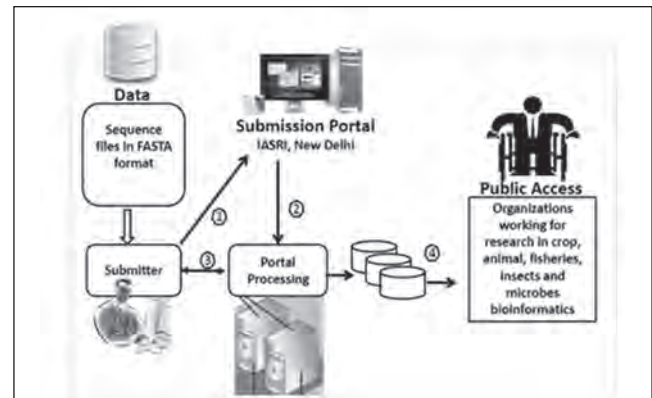 Data
Sequence
files in FASTA
format
Submission Portal
IASRI, New Delhi
Public Access
Organizations
working for
research in crop,
animal, fisheries,
insects and
microbes
bioinformatics
①
②
③
④
Submitter
Portal
Processing